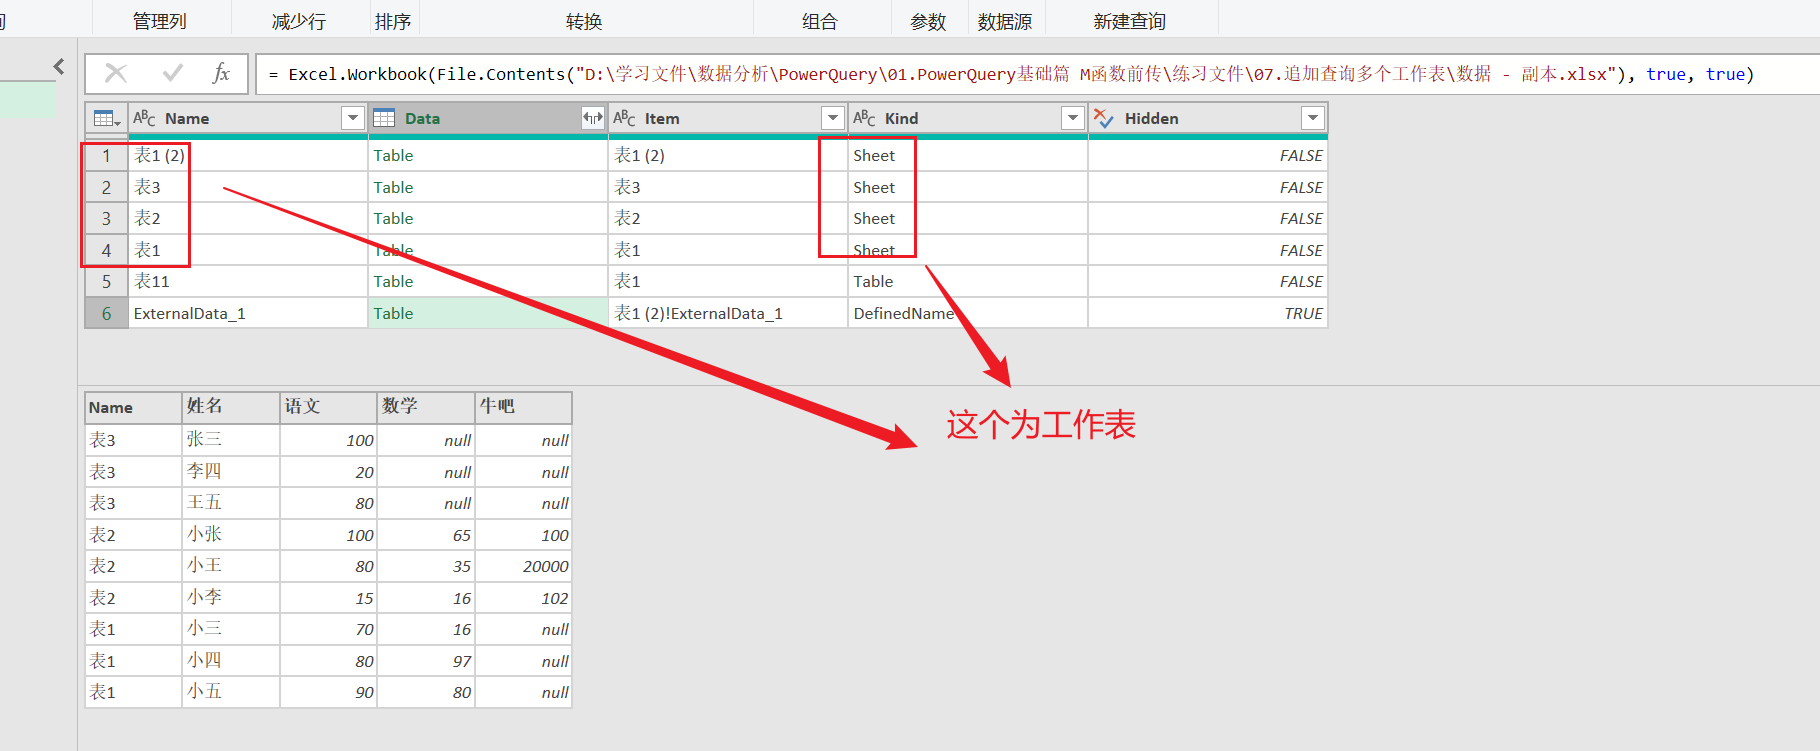 管理列 减少行 排序 转换 组合 参数 数据源 新建查询
fx = Excel.Workbook(File.Contents("D:\学习文件\数据分析\PowerQuery\01.PowerQuery基础篇 M函数前传\练习文件\07.追加查询多个工作表\数据 - 副本.xlsx"), true, true)
ABC Name Data ABC Item ABC Kind Hidden
1 表1 (2) Table 表1 (2) Sheet FALSE
2 表3 Table 表3 Sheet FALSE
3 表2 Table 表2 Sheet FALSE
4 表1 Table 表1 Sheet FALSE
5 表11 Table 表1 Table FALSE
6 ExternalData_1 Table 表1 (2)!ExternalData_1 DefinedName TRUE
这个为工作表
Name 姓名 语文 数学 牛吧
表3 张三 100 null null
表3 李四 20 null null
表3 王五 80 null null
表2 小张 100 65 100
表2 小王 80 35 20000
表2 小李 15 16 102
表1 小三 70 16 null
表1 小四 80 97 null
表1 小五 90 80 null